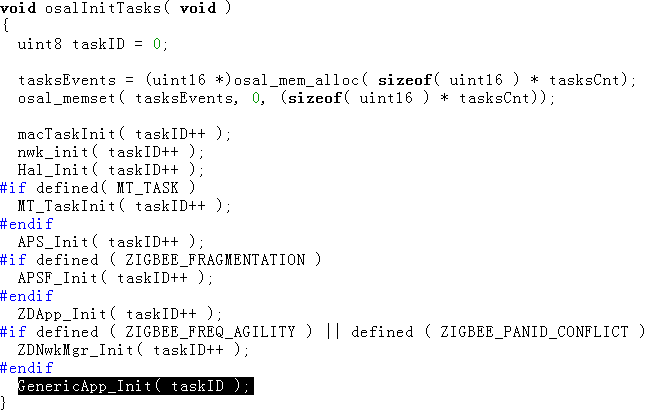 void osalInitTasks( void )
{
  uint8 taskID = 0;

  tasksEvents = (uint16 *)osal_mem_alloc( sizeof( uint16 ) * tasksCnt);
  osal_memset( tasksEvents, 0, (sizeof( uint16 ) * tasksCnt));

  macTaskInit( taskID++ );
  nwk_init( taskID++ );
  Hal_Init( taskID++ );
#if defined( MT_TASK )
  MT_TaskInit( taskID++ );
#endif
  APS_Init( taskID++ );
#if defined ( ZIGBEE_FRAGMENTATION )
  APSF_Init( taskID++ );
#endif
  ZDApp_Init( taskID++ );
#if defined ( ZIGBEE_FREQ_AGILITY ) || defined ( ZIGBEE_PANID_CONFLICT )
  ZDNwkMgr_Init( taskID++ );
#endif
  GenericApp_Init( taskID );
}